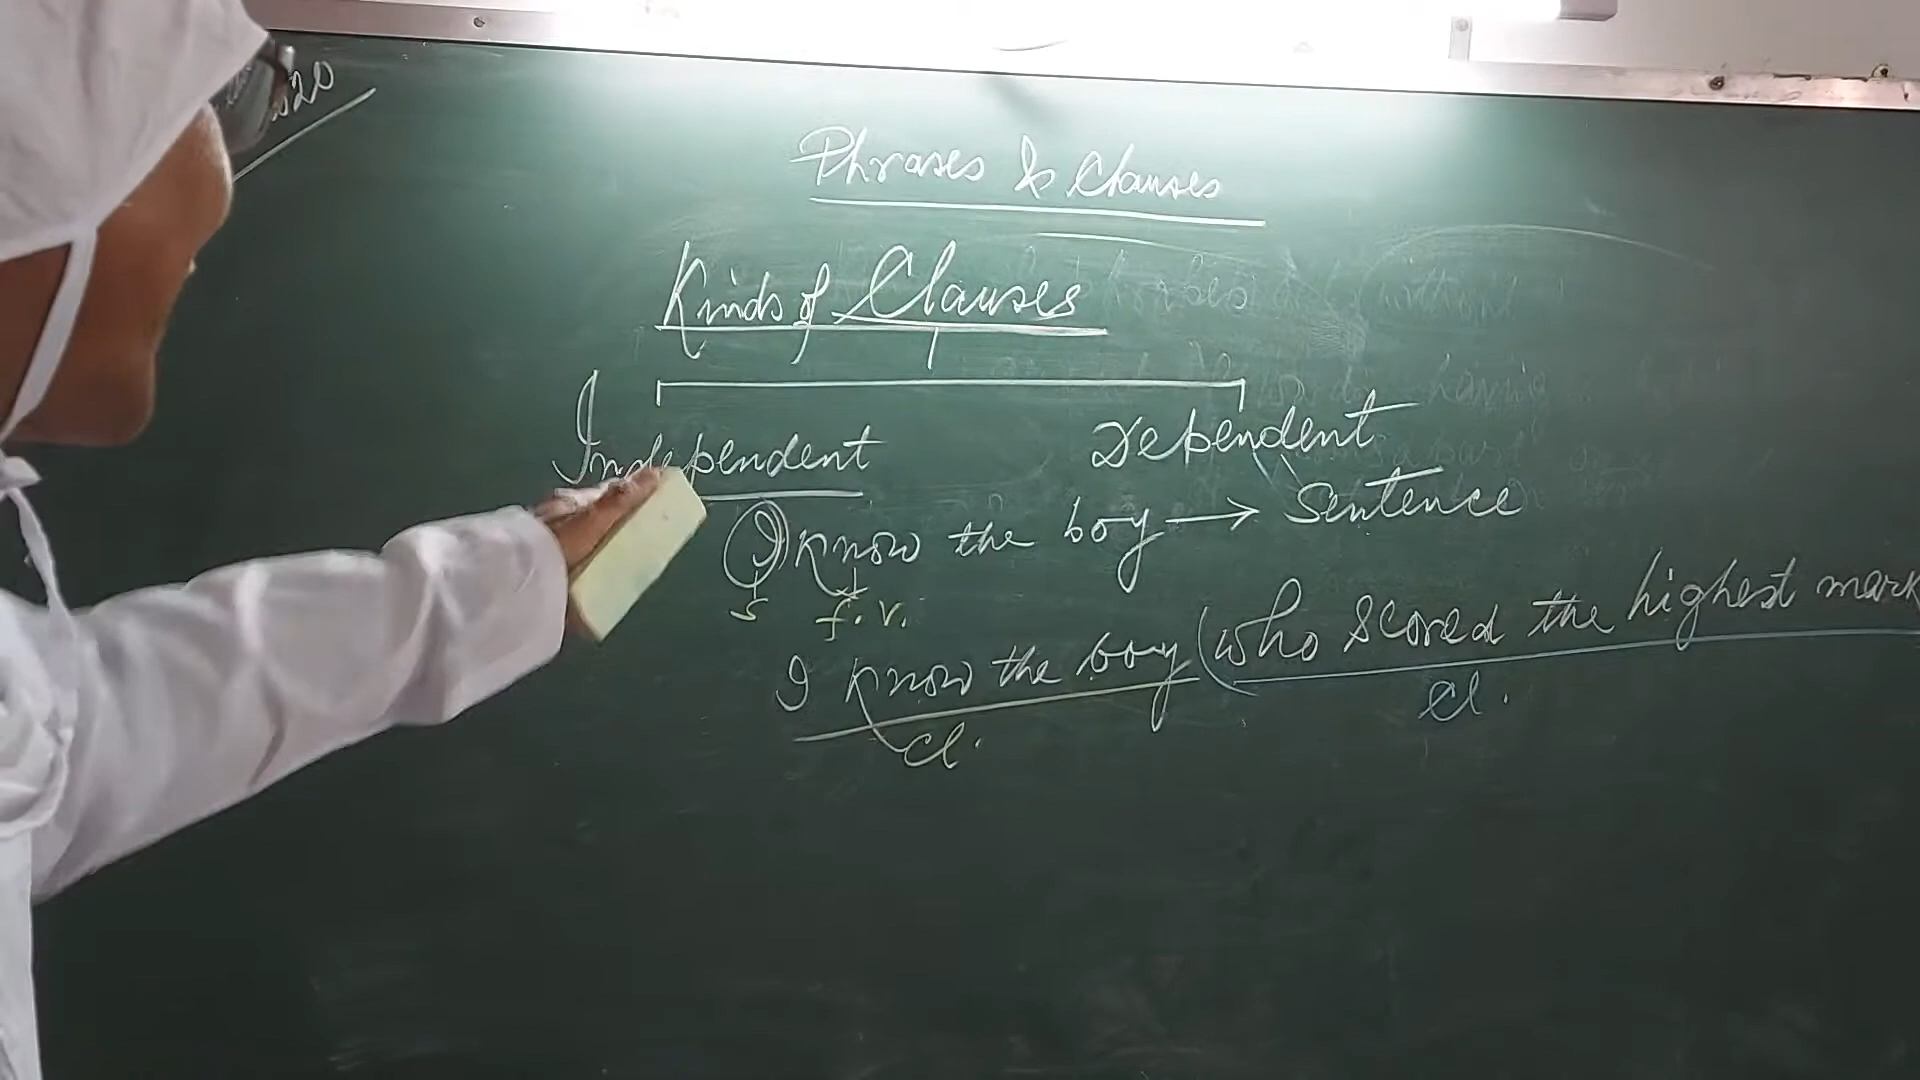 20
Phrases & Clauses
Kinds of Clauses
Independent Dependent
I know the boy → Sentence
S f.v.
I know the boy (who scored the highest mark
cl. cl.